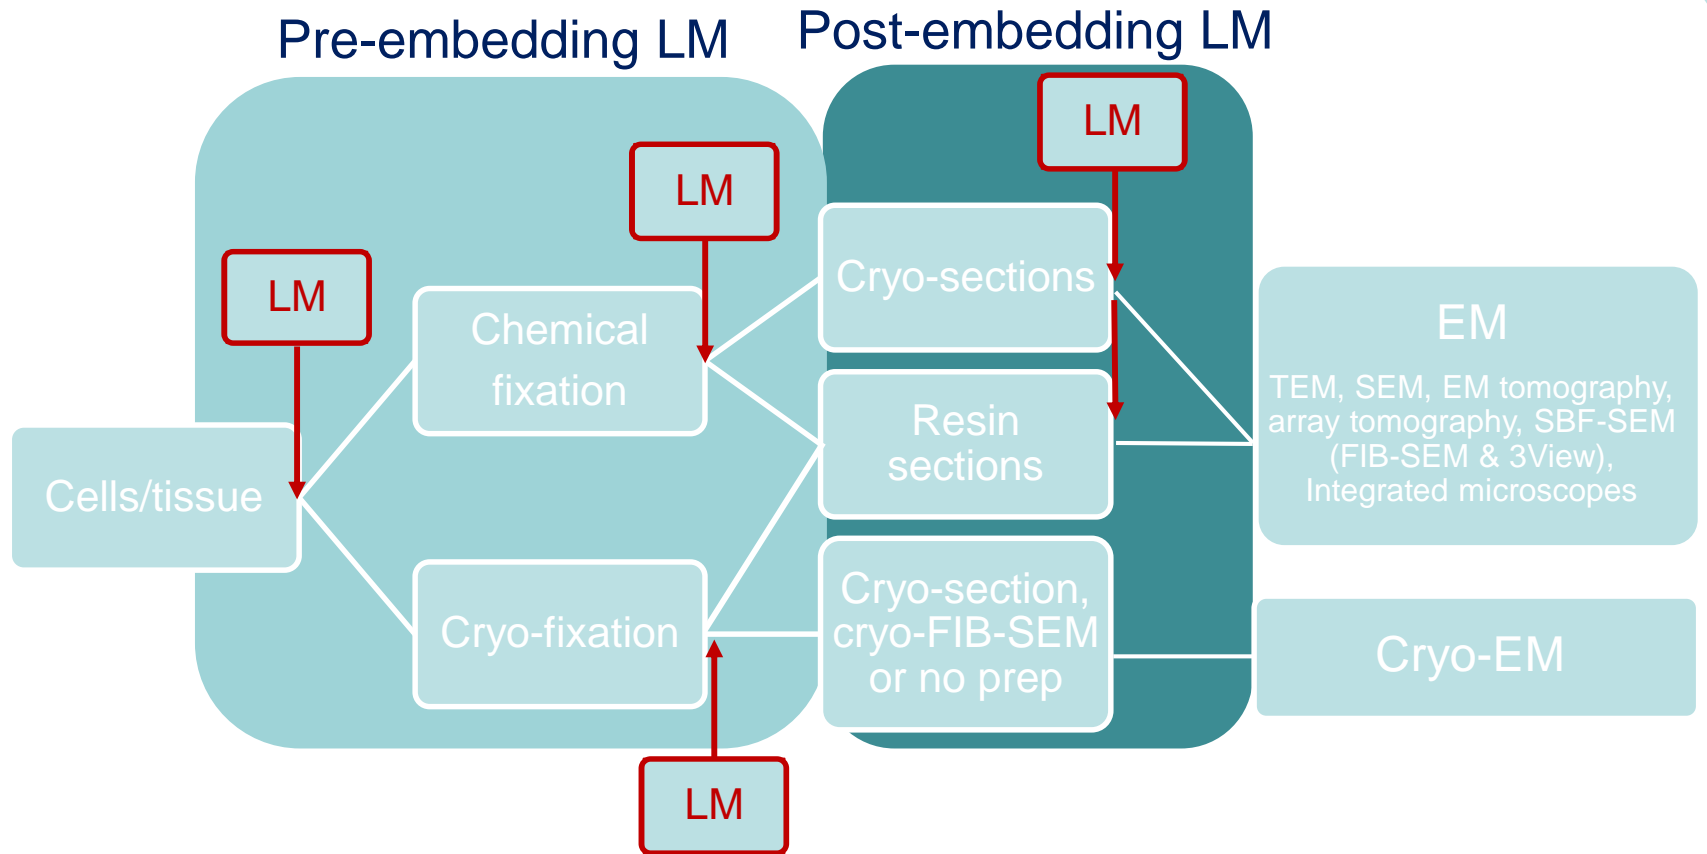 Pre-embedding LM
Post-embedding LM
LM
LM
LM
Cells/tissue
Chemical
fixation
Cryo-fixation
LM
Cryo-sections
Resin
sections
Cryo-section,
cryo-FIB-SEM
or no prep
EM
TEM, SEM, EM tomography,
array tomography, SBF-SEM
(FIB-SEM & 3View),
Integrated microscopes
Cryo-EM